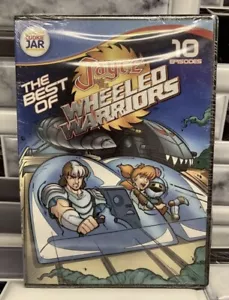 COOKIE JAR
10
EPISODES
THE BEST OF
Jayce
AND THE
WHEELED WARRIORS